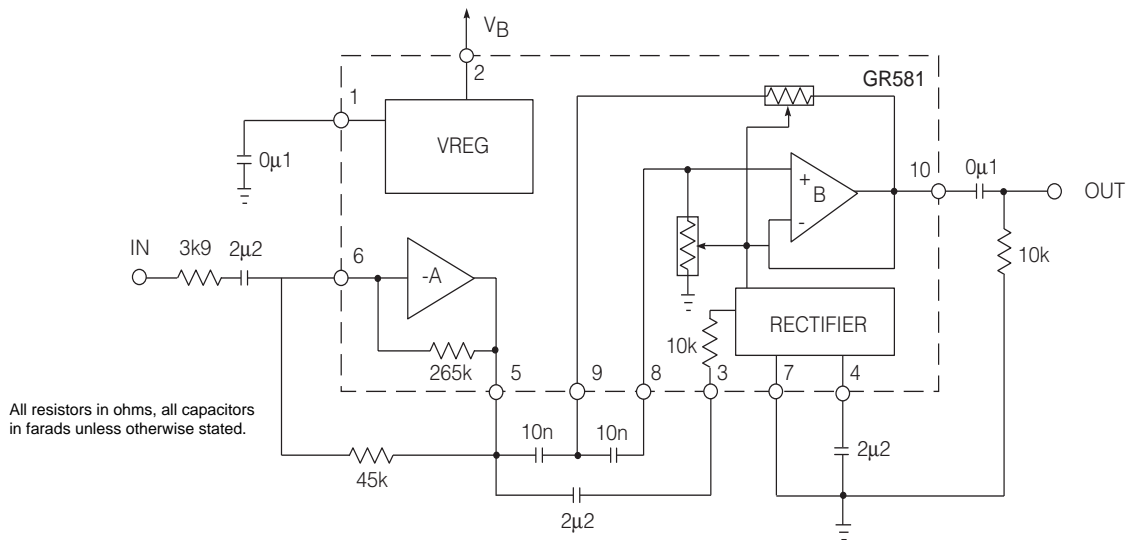 VB
2
GR581
1
VREG
0µ1
10
0µ1
OUT
+
B
-
IN
3k9
2µ2
6
-A
10k
RECTIFIER
10k
265k
5
9
8
3
7
4
All resistors in ohms, all capacitors
in farads unless otherwise stated.
10n
10n
45k
2µ2
2µ2